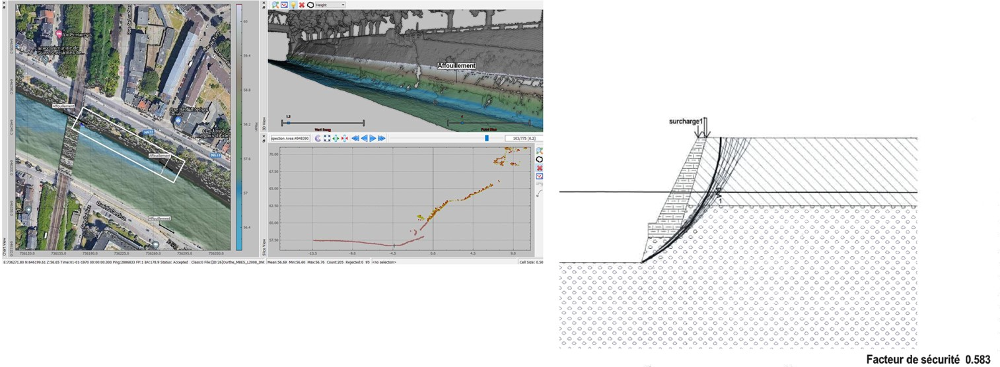 Le Printemps
Intercommunale de
Soins Spécialisés de...
Affouillement
N633
N633
Affouillement
Affouillement
Chart View
736120.0 736155.0 736190.0 736225.0 736260.0 736295.0 736330.0
60
59.4
58.8
58.2
57.6
57
56.4
Mean
Height
Affouillement
1.3
Vert Exag
Point Size
3D View
103/775 [0.2]
70.00
67.50
65.00
62.50
60.00
57.50
-13.5 -9.0 -4.5 0.0 4.5 9.0
Slice View
E:736271.80 N:646199.61 Z:56.65 Time:01-01-1970 00:00:00.000 Ping:2886833 FP:1 BA:178.9 Status: Accepted Class:0 File:[ID:26]Ourthe_MBES_L2008_DN
Mean:56.69 Min:56.60 Max:56.76 Count:205 Rejected:0 95 <no selection> Cell Size: 0.50
surcharge1
Facteur de sécurité 0.583